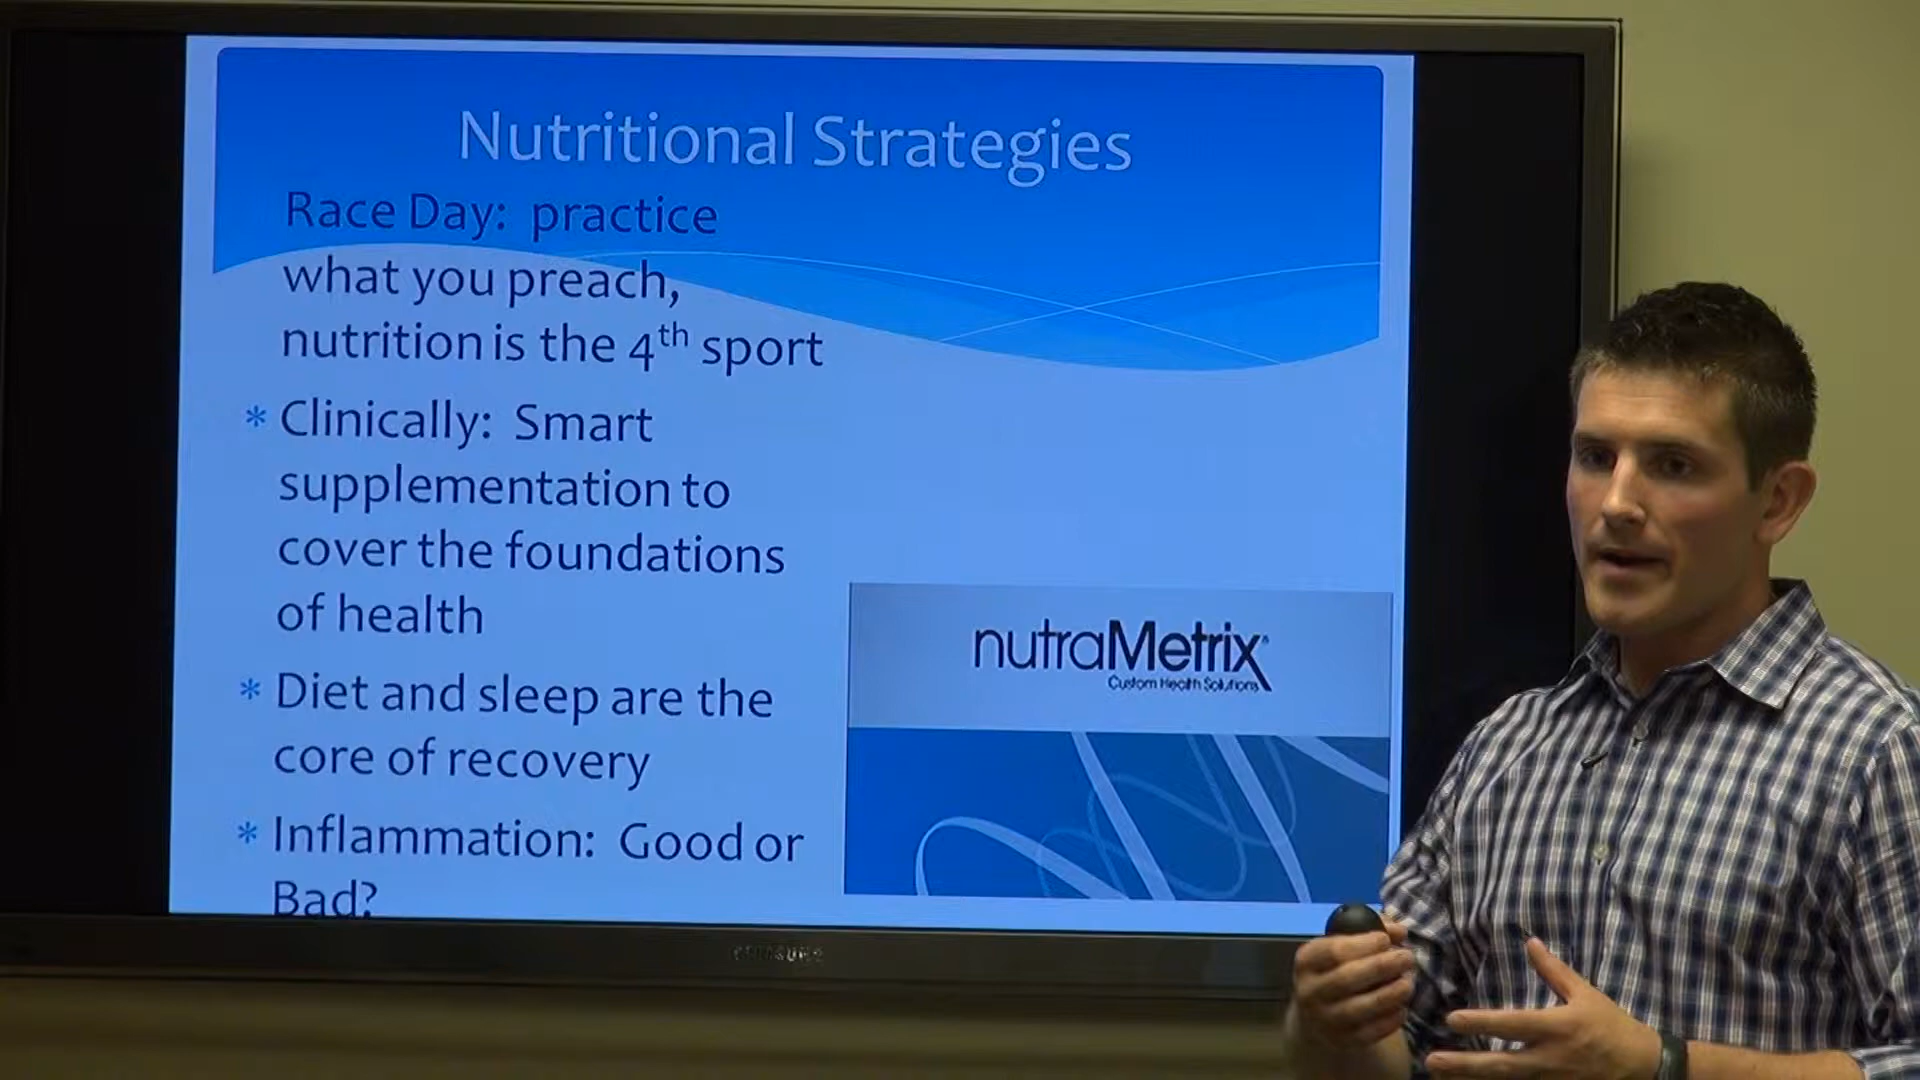 Nutritional Strategies
Race Day: practice
what you preach,
nutrition is the 4th sport
* Clinically: Smart
supplementation to
cover the foundations
of health
* Diet and sleep are the
core of recovery
* Inflammation: Good or
Bad?
nutraMetrix®
Custom Health Solutions
SAMSUNG